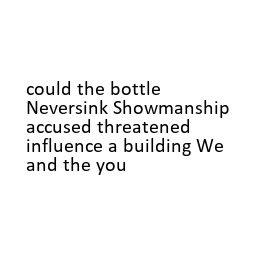 could the bottle
Neversink Showmanship
accused threatened
influence a building We
and the you